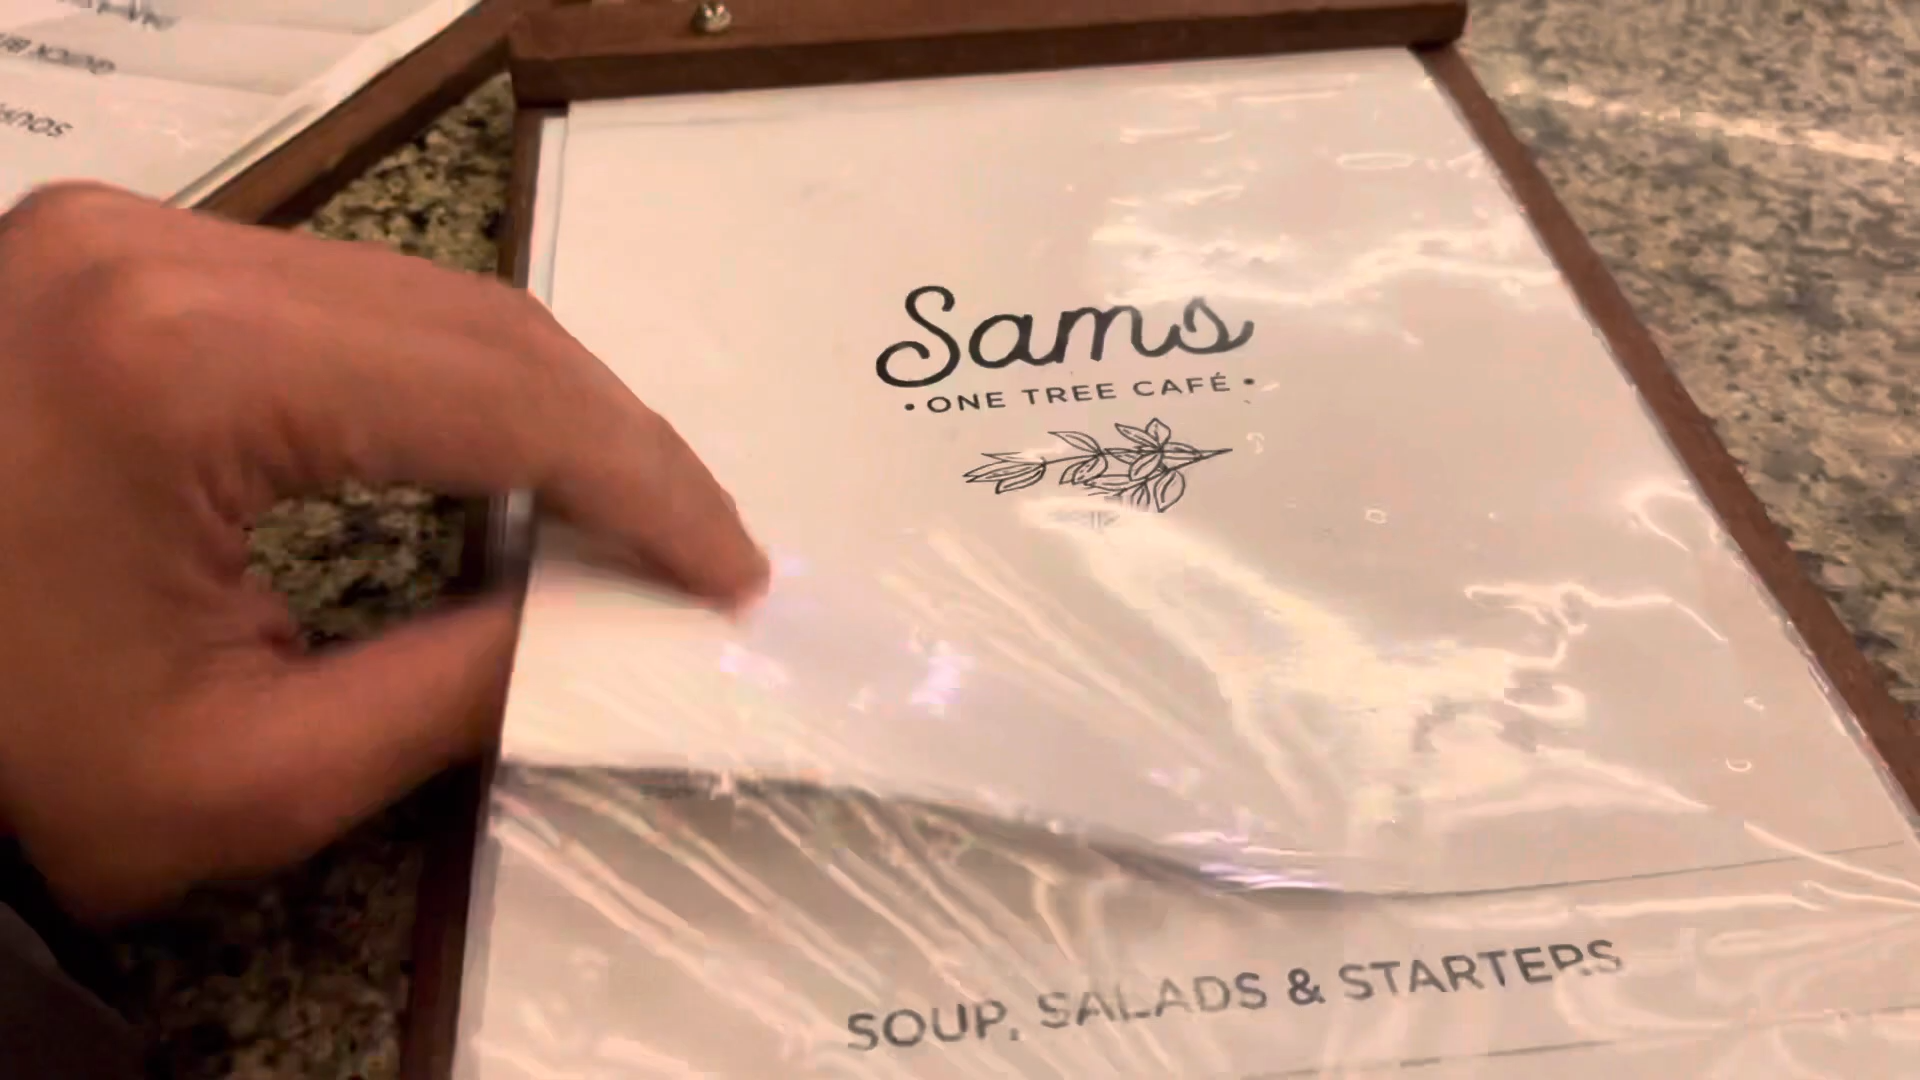 Sams
• ONE TREE CAFÉ •
SOUP, SALADS & STARTERS